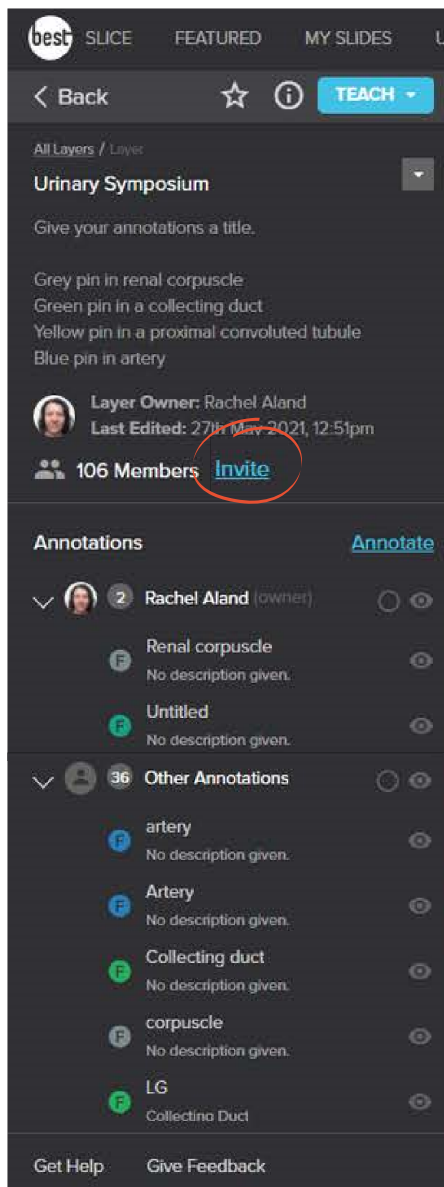 best SLICE FEATURED MY SLIDES
Back TEACH
All Layers / Layer
Urinary Symposium
Give your annotations a title.
Grey pin in renal corpuscle
Green pin in a collecting duct
Yellow pin in a proximal convoluted tubule
Blue pin in artery
Layer Owner: Rachel Aland
Last Edited: 27th May 2021, 12:51pm
106 Members Invite
Annotations Annotate
2 Rachel Aland (owner)
F Renal corpuscle
No description given.
F Untitled
No description given.
36 Other Annotations
F artery
No description given.
F Artery
No description given.
F Collecting duct
No description given.
F corpuscle
No description given.
F LG
Collecting Duct
Get Help Give Feedback